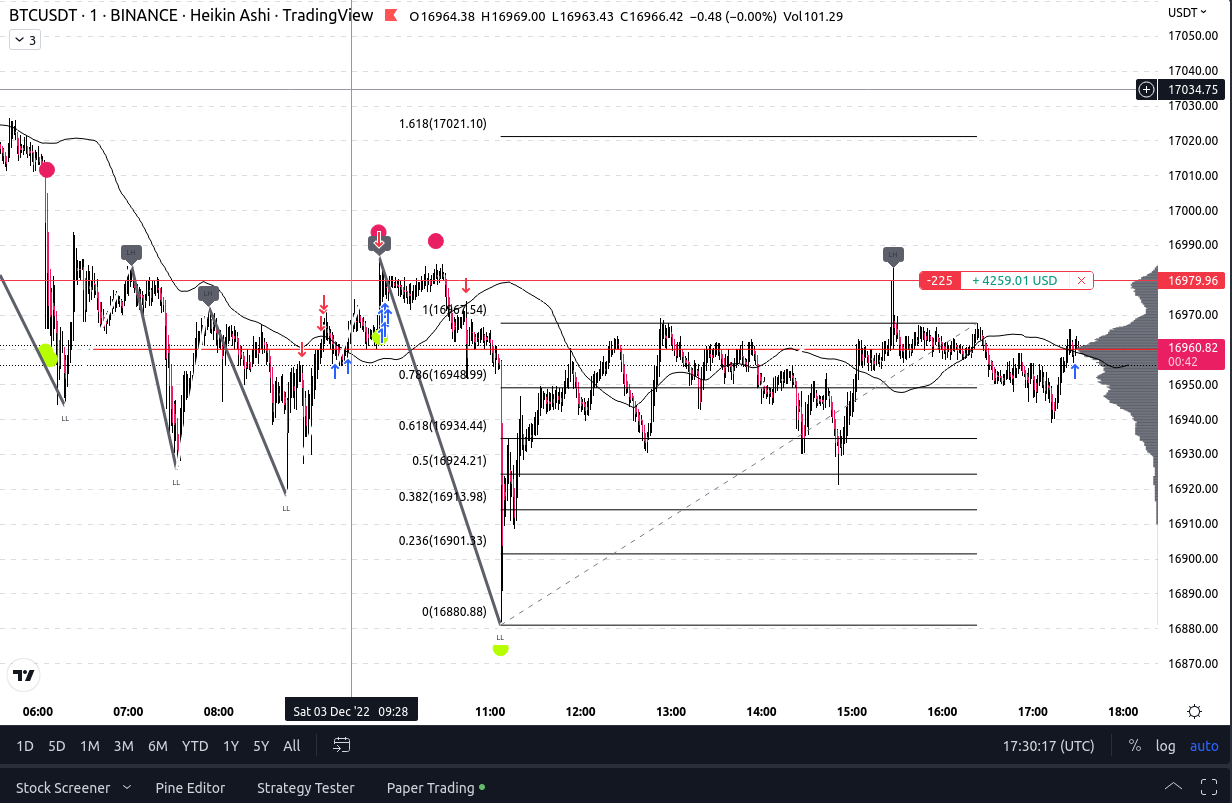 BTCUSDT · 1 · BINANCE · Heikin Ashi · TradingView O16964.38 H16969.00 L16963.43 C16966.42 −0.48 (−0.00%) Vol101.29
USDT
3
17050.00
17040.00
17034.75
17030.00
1.618(17021.10)
17020.00
17010.00
17000.00
16990.00
LH
LH
-225 + 4259.01 USD
16979.96
LH
1(16967.54)
16970.00
16960.82
00:42
0.786(16948.99)
16950.00
LL
0.618(16934.44)
16940.00
0.5(16924.21)
16930.00
LL
0.382(16913.98)
16920.00
LL
16910.00
0.236(16901.33)
16900.00
16890.00
0(16880.88)
16880.00
LL
16870.00
06:00 07:00 08:00 Sat 03 Dec '22 09:28 11:00 12:00 13:00 14:00 15:00 16:00 17:00 18:00
1D 5D 1M 3M 6M YTD 1Y 5Y All 17:30:17 (UTC) % log auto
Stock Screener Pine Editor Strategy Tester Paper Trading